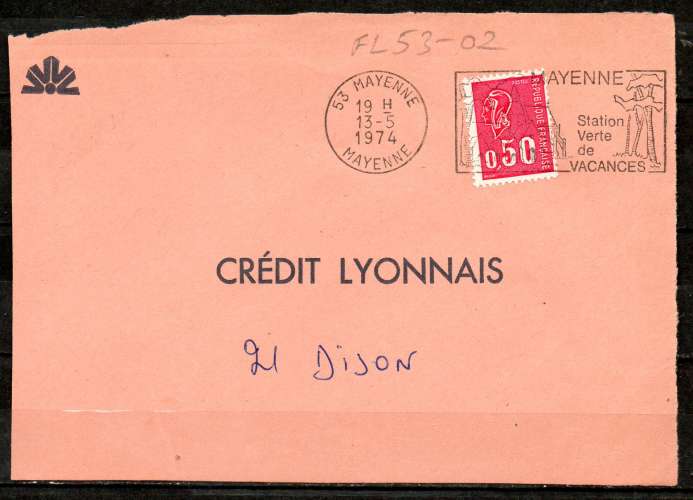 FL53-02
53 MAYENNE
19 H
13-5
1974
MAYENNE
MAYENNE
Station
Verte
de
VACANCES
POSTES
RÉPUBLIQUE FRANÇAISE
0,50
CRÉDIT LYONNAIS
21 DIJON